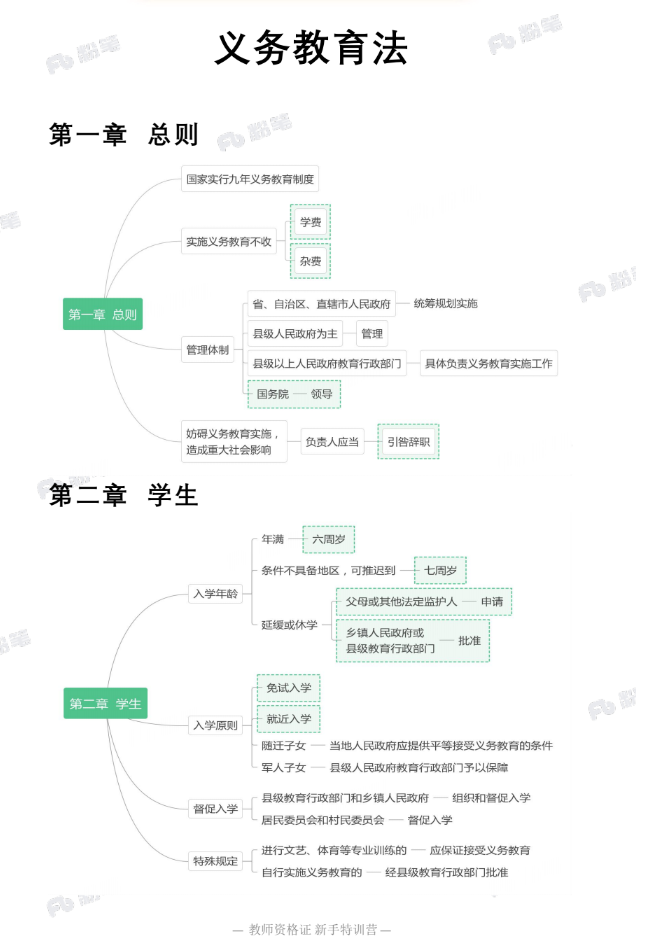 义务教育法
粉笔
粉笔
第一章 总则
粉笔
国家实行九年义务教育制度
学费
实施义务教育不收
杂费
粉笔
省、自治区、直辖市人民政府 统筹规划实施
第一章 总则
县级人民政府为主 管理
管理体制
县级以上人民政府教育行政部门 具体负责义务教育实施工作
国务院 领导
妨碍义务教育实施，
造成重大社会影响
负责人应当 引咎辞职
第二章 学生
年满 六周岁
条件不具备地区，可推迟到 七周岁
入学年龄
父母或其他法定监护人 申请
延缓或休学
乡镇人民政府或
县级教育行政部门
批准
免试入学
第二章 学生
就近入学
入学原则
随迁子女 当地人民政府应提供平等接受义务教育的条件
军人子女 县级人民政府教育行政部门予以保障
县级教育行政部门和乡镇人民政府 组织和督促入学
督促入学
居民委员会和村民委员会 督促入学
进行文艺、体育等专业训练的 应保证接受义务教育
特殊规定
自行实施义务教育的 经县级教育行政部门批准
— 教师资格证 新手特训营 —